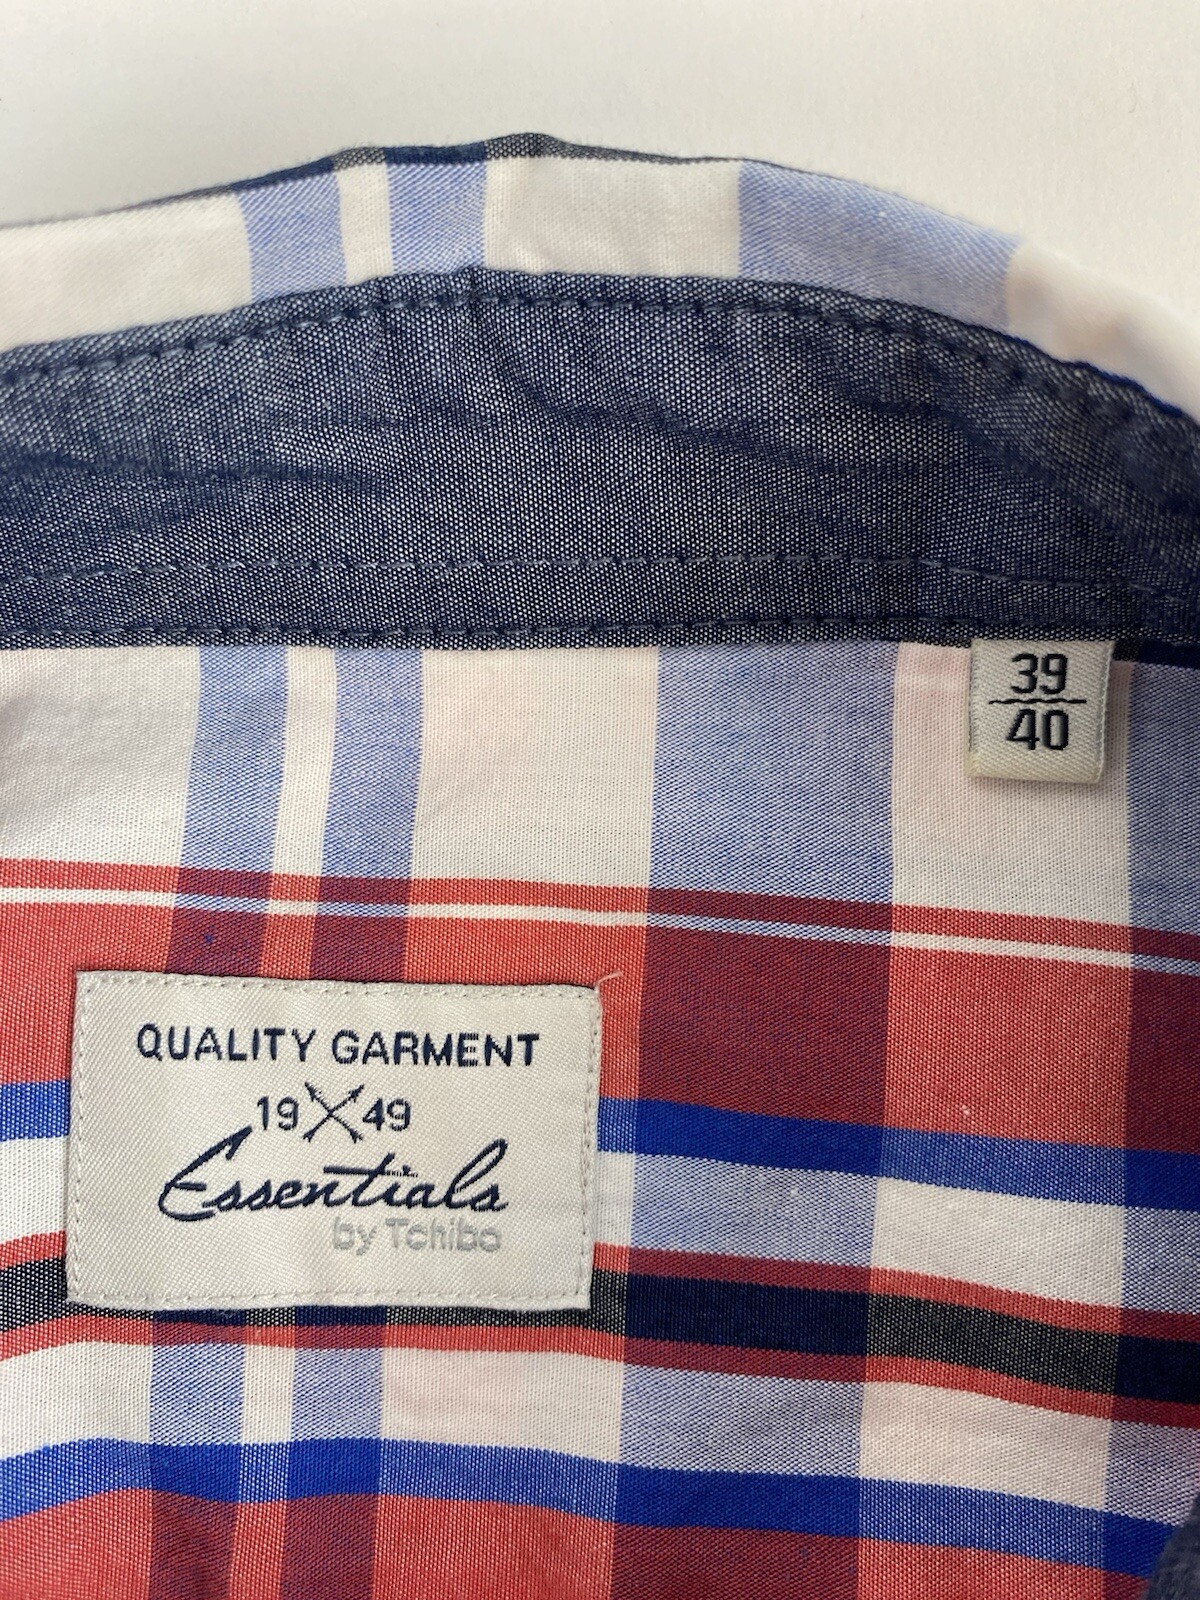 39
40
QUALITY GARMENT
19 49
Essentials
by Tchibo